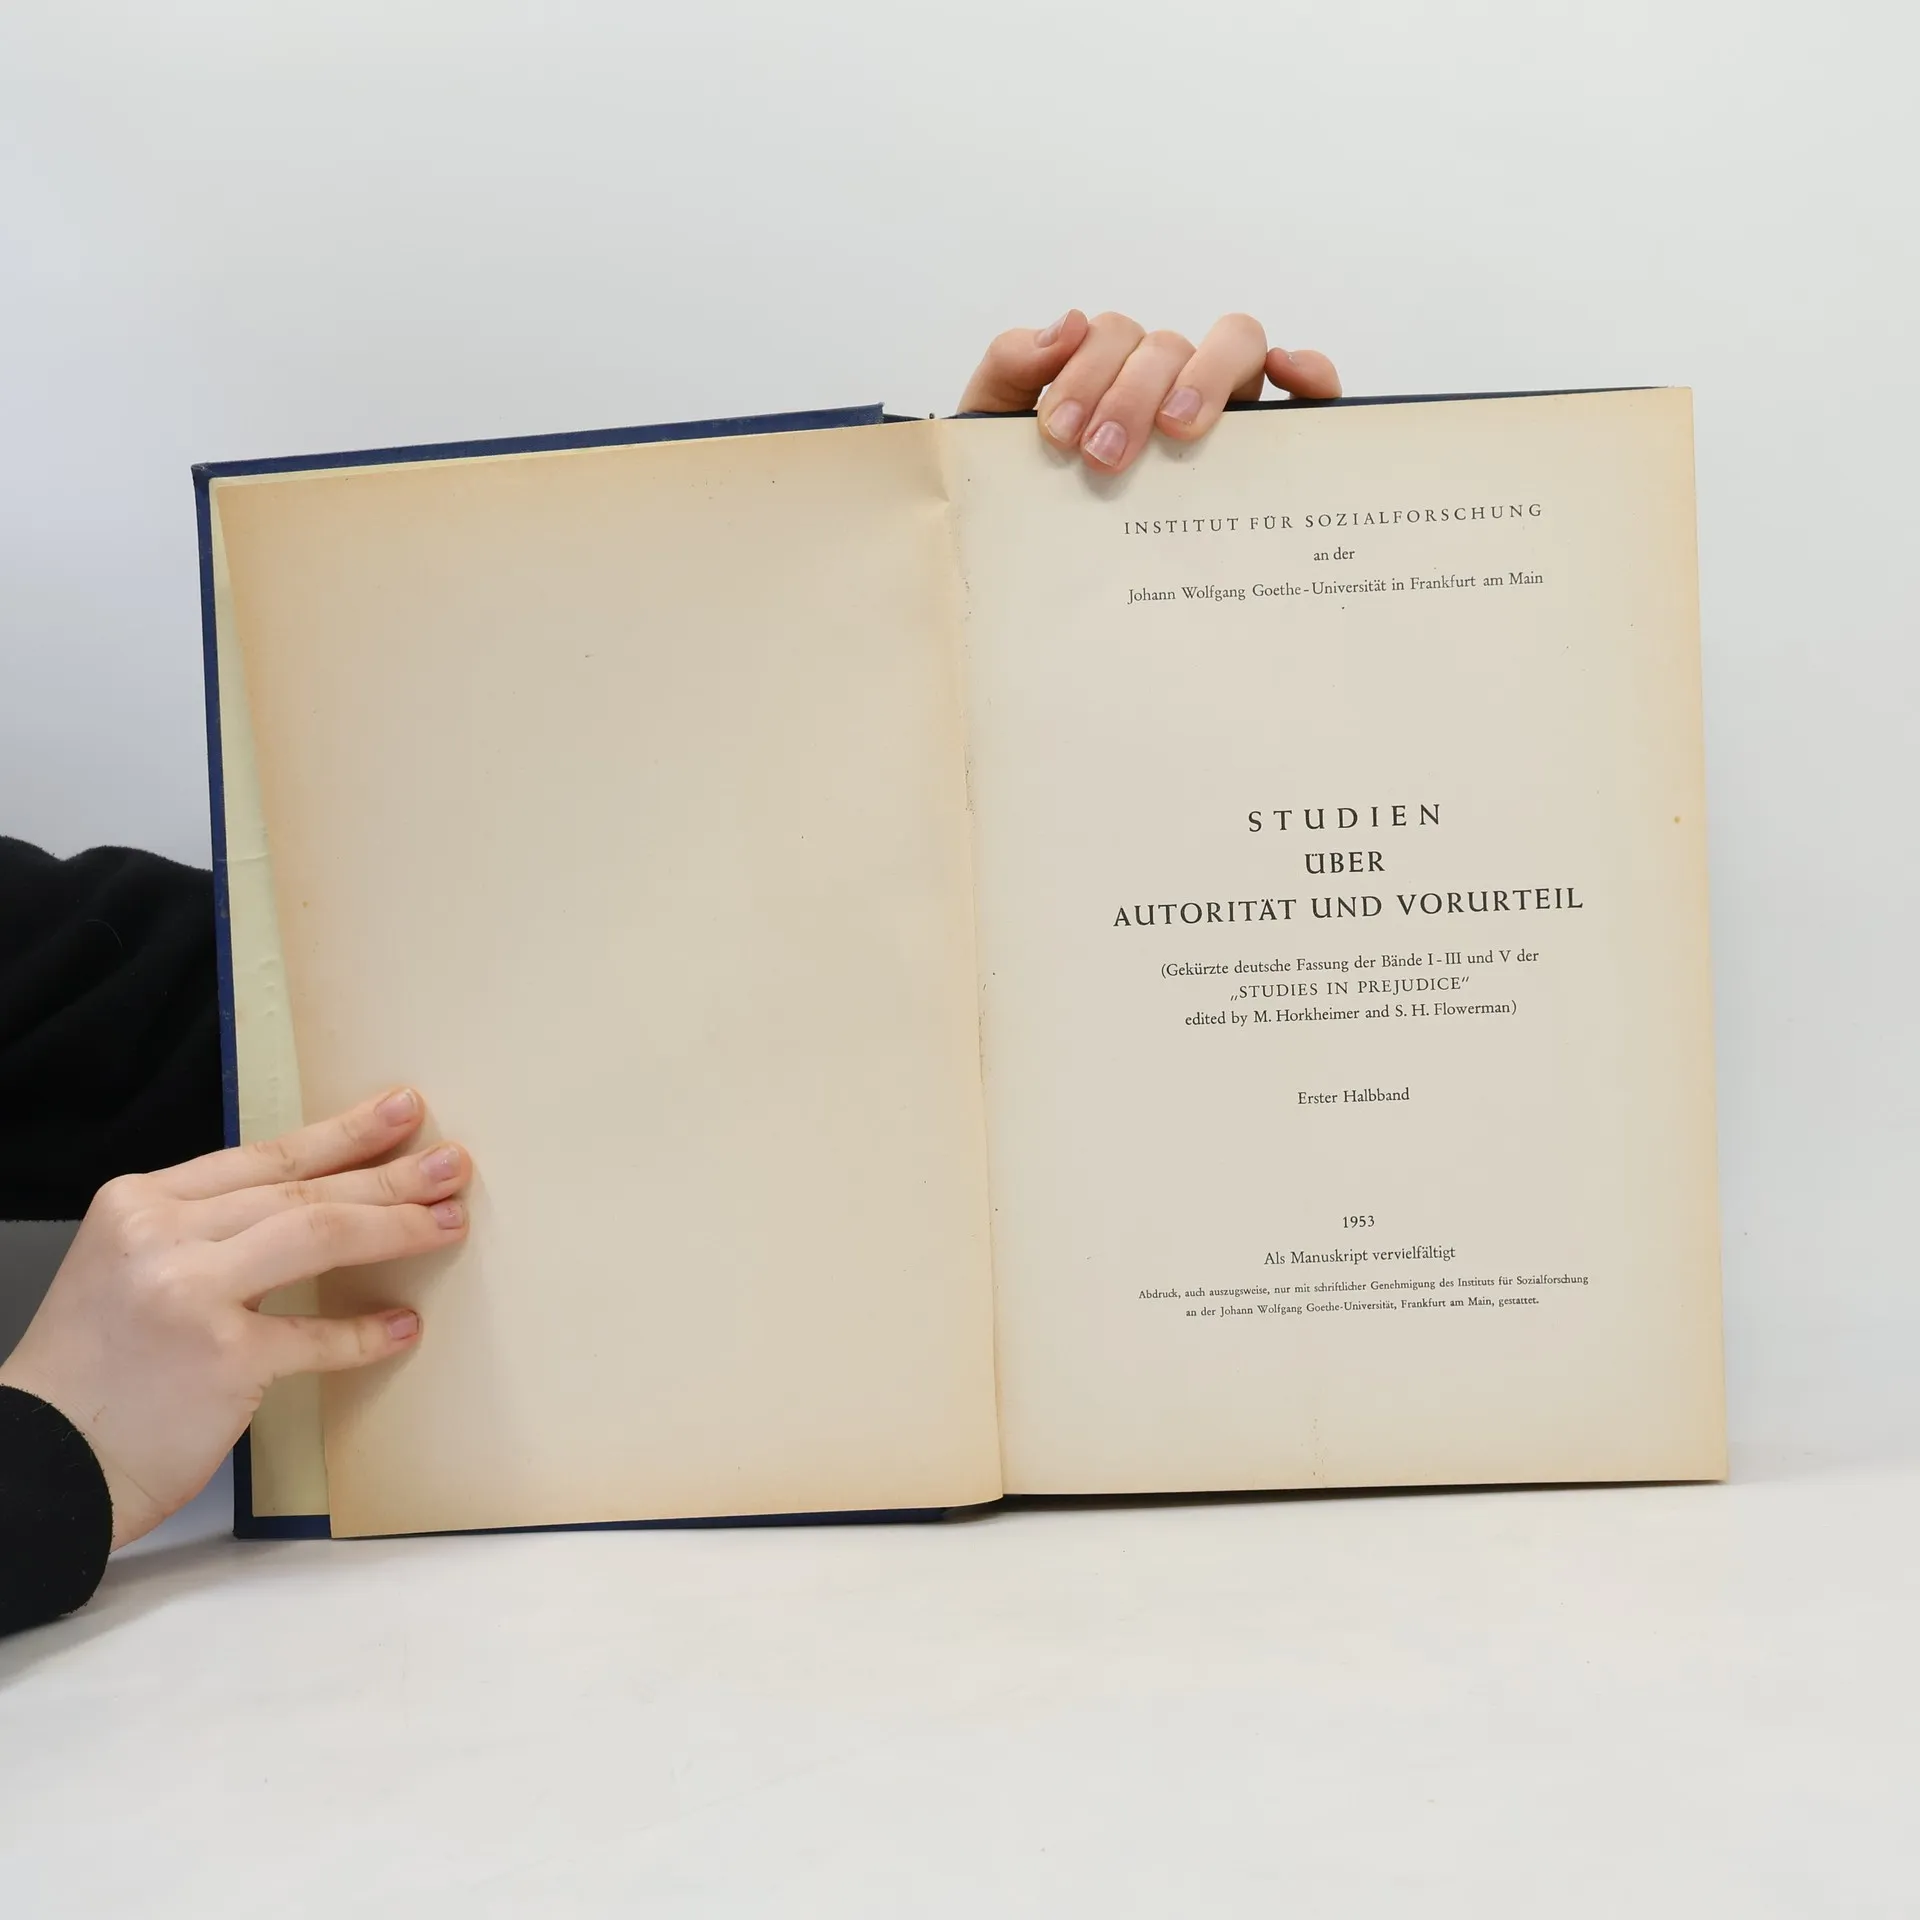 INSTITUT FÜR SOZIALFORSCHUNG
an der
Johann Wolfgang Goethe-Universität in Frankfurt am Main
STUDIEN
ÜBER
AUTORITÄT UND VORURTEIL
(Gekürzte deutsche Fassung der Bände I-III und V der
„STUDIES IN PREJUDICE“
edited by M. Horkheimer and S. H. Flowerman)
Erster Halbband
1953
Als Manuskript vervielfältigt
Abdruck, auch auszugsweise, nur mit schriftlicher Genehmigung des Instituts für Sozialforschung
an der Johann Wolfgang Goethe-Universität, Frankfurt am Main, gestattet.